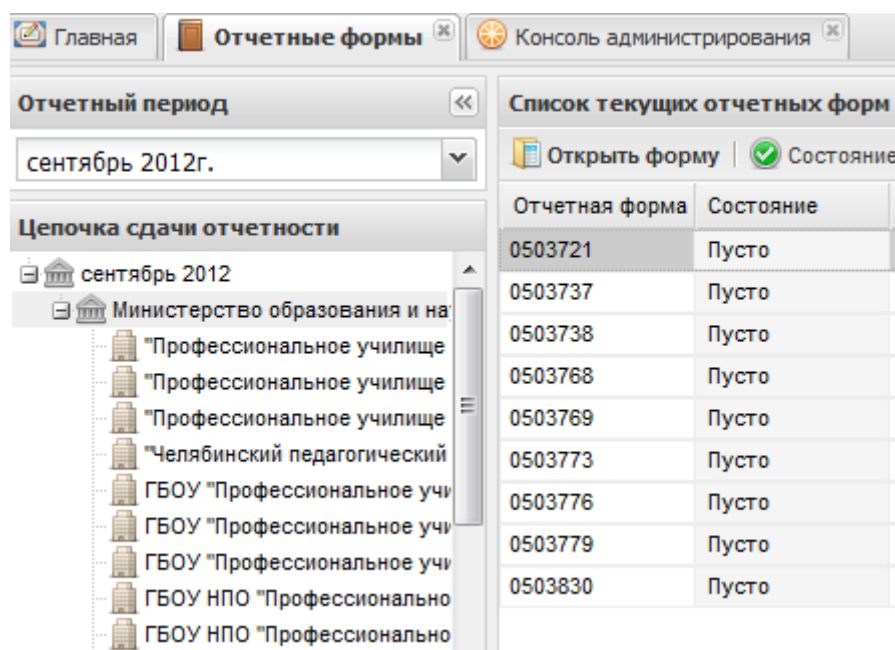 Главная
Отчетные формы
Консоль администрирования
Отчетный период
сентябрь 2012г.
Цепочка сдачи отчетности
сентябрь 2012
Министерство образования и на
"Профессиональное училище
"Профессиональное училище
"Профессиональное училище
"Челябинский педагогический
ГБОУ "Профессиональное учи
ГБОУ "Профессиональное учи
ГБОУ "Профессиональное учи
ГБОУ НПО "Профессионально
ГБОУ НПО "Профессионально
Список текущих отчетных форм
Открыть форму
Состояние
Отчетная форма Состояние
0503721 Пусто
0503737 Пусто
0503738 Пусто
0503768 Пусто
0503769 Пусто
0503773 Пусто
0503776 Пусто
0503779 Пусто
0503830 Пусто